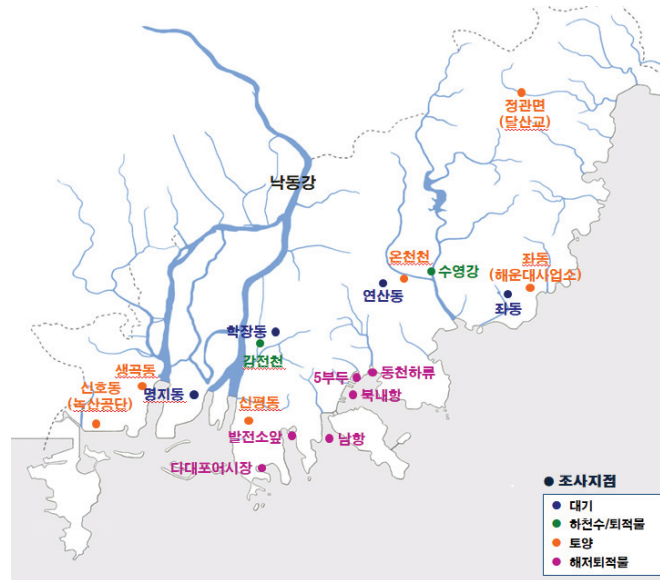 정관면
(달산교)
낙동강
온천천
수영강
좌동
(해운대사업소)
연산동
좌동
학장동
감전천
5부두
동천하류
생곡동
신호동
(녹산공단)
명지동
북내항
신평동
발전소앞
남항
다대포어시장
조사지점
대기
하천수/퇴적물
토양
해저퇴적물